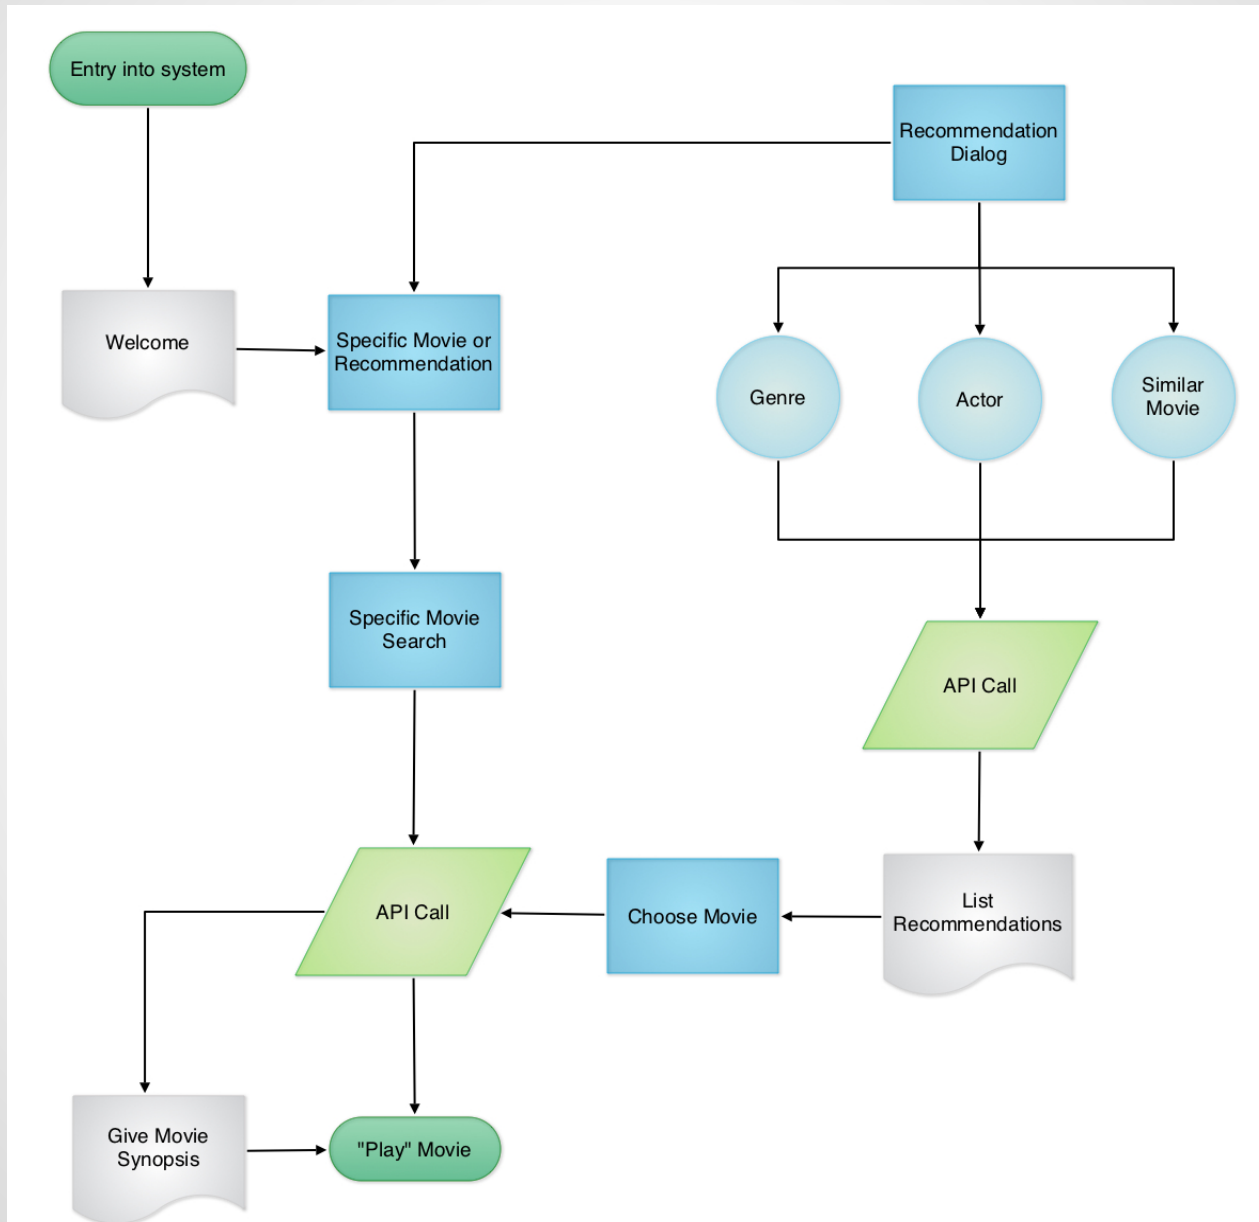 Entry into system
Recommendation
Dialog
Welcome
Specific Movie or
Recommendation
Genre
Actor
Similar
Movie
Specific Movie
Search
API Call
API Call
Choose Movie
List
Recommendations
Give Movie
Synopsis
"Play" Movie